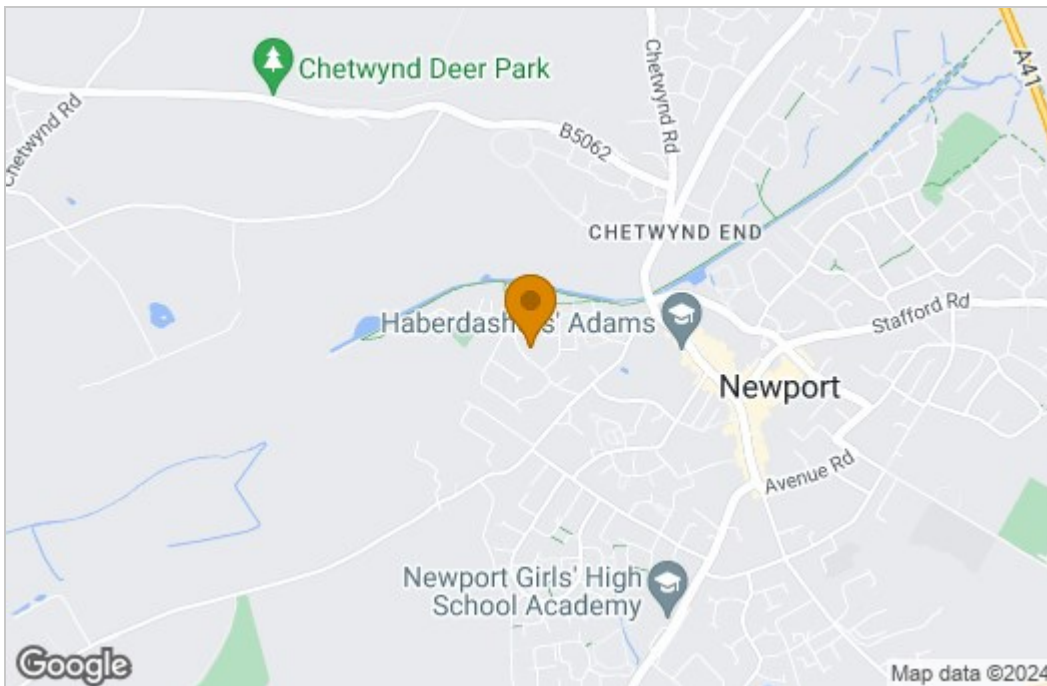 Chetwynd Deer Park
Chetwynd Rd
Chetwynd Rd
A41
B5062
CHETWYND END
Haberdashers' Adams
Stafford Rd
Newport
Avenue Rd
Newport Girls' High
School Academy
Google
Map data ©2024